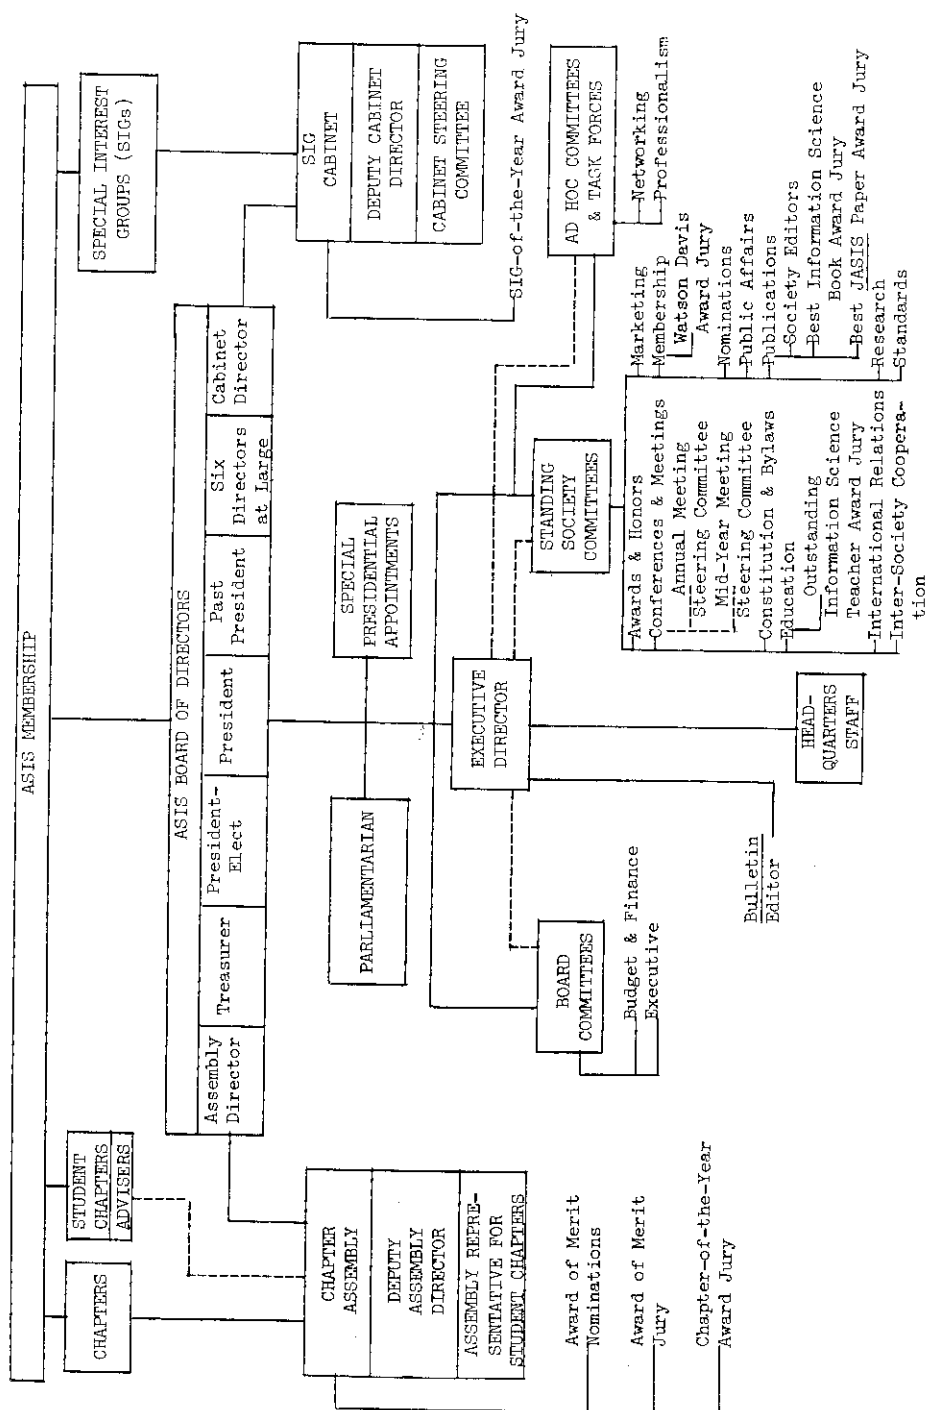 ASIS MEMBERSHIP
CHAPTERS
STUDENT
CHAPTERS
ADVISERS
SPECIAL INTEREST
GROUPS (SIGs)
ASIS BOARD OF DIRECTORS
Assembly
Director
Treasurer
President-
Elect
President
Past
President
Six
Directors
at Large
Cabinet
Director
CHAPTER
ASSEMBLY
DEPUTY
ASSEMBLY
DIRECTOR
ASSEMBLY REPRE-
SENTATIVE FOR
STUDENT CHAPTERS
Award of Merit
Nominations
Award of Merit
Jury
Chapter-of-the-Year
Award Jury
PARLIAMENTARIAN
SPECIAL
PRESIDENTIAL
APPOINTMENTS
SIG
CABINET
DEPUTY CABINET
DIRECTOR
CABINET STEERING
COMMITTEE
SIG-of-the-Year Award Jury
BOARD
COMMITTEES
Budget & Finance
Executive
EXECUTIVE
DIRECTOR
Bulletin
Editor
HEAD-
QUARTERS
STAFF
STANDING
SOCIETY
COMMITTEES
Awards & Honors
Conferences & Meetings
Annual Meeting
Steering Committee
Mid-Year Meeting
Steering Committee
Constitution & Bylaws
Education
Outstanding
Information Science
Teacher Award Jury
International Relations
Inter-Society Coopera-
tion
Marketing
Membership
Watson Davis
Award Jury
Nominations
Public Affairs
Publications
Society Editors
Best Information Science
Book Award Jury
Best JASIS Paper Award Jury
Research
Standards
AD HOC COMMITTEES
& TASK FORCES
Networking
Professionalism